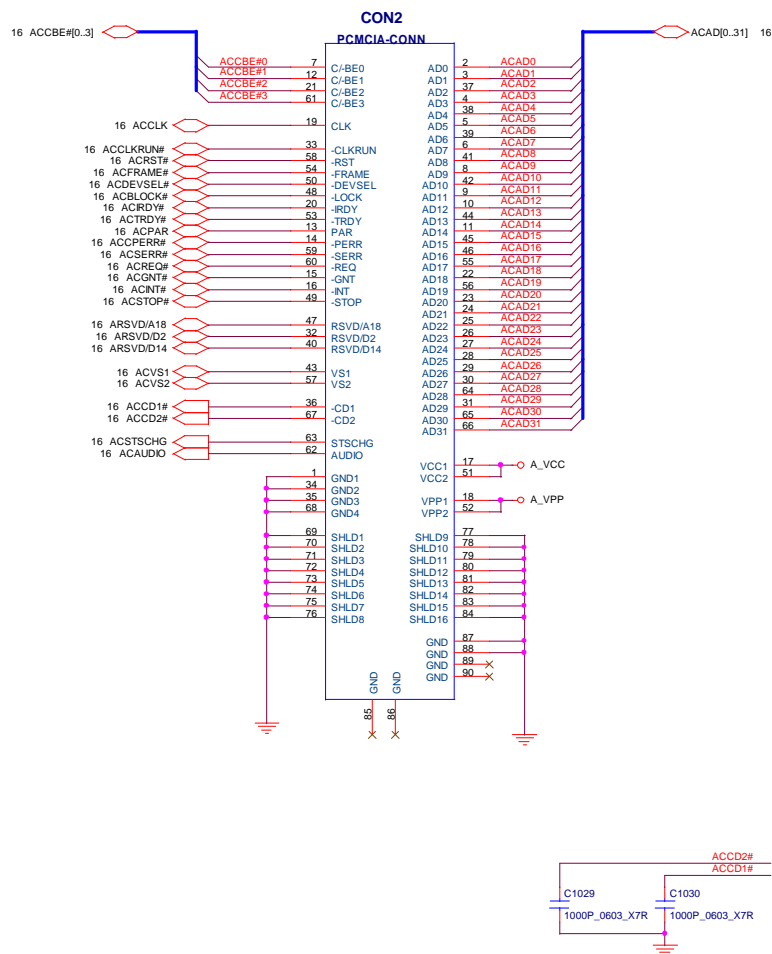 CON2
16 ACCBE#[0..3]
ACAD[0..31] 16
PCMCIA-CONN
ACCBE#0 7 C/-BE0 AD0 2 ACAD0
ACCBE#1 12 C/-BE1 AD1 3 ACAD1
ACCBE#2 21 C/-BE2 AD2 37 ACAD2
ACCBE#3 61 C/-BE3 AD3 4 ACAD3
AD4 38 ACAD4
16 ACCLK 19 CLK AD5 5 ACAD5
AD6 39 ACAD6
16 ACCLKRUN# 33 -CLKRUN AD7 6 ACAD7
16 ACRST# 58 -RST AD8 41 ACAD8
16 ACFRAME# 54 -FRAME AD9 8 ACAD9
16 ACDEVSEL# 50 -DEVSEL AD10 42 ACAD10
16 ACBLOCK# 48 -LOCK AD11 9 ACAD11
16 ACIRDY# 20 -IRDY AD12 10 ACAD12
16 ACTRDY# 53 -TRDY AD13 44 ACAD13
16 ACPAR 13 PAR AD14 11 ACAD14
16 ACCPERR# 14 -PERR AD15 45 ACAD15
16 ACSERR# 59 -SERR AD16 46 ACAD16
16 ACREQ# 60 -REQ AD17 55 ACAD17
16 ACGNT# 15 -GNT AD18 22 ACAD18
16 ACINT# 16 -INT AD19 56 ACAD19
16 ACSTOP# 49 -STOP AD20 23 ACAD20
AD21 24 ACAD21
16 ARSVD/A18 47 RSVD/A18 AD22 25 ACAD22
16 ARSVD/D2 32 RSVD/D2 AD23 26 ACAD23
16 ARSVD/D14 40 RSVD/D14 AD24 27 ACAD24
AD25 28 ACAD25
16 ACVS1 43 VS1 AD26 29 ACAD26
16 ACVS2 57 VS2 AD27 30 ACAD27
AD28 64 ACAD28
16 ACCD1# 36 -CD1 AD29 31 ACAD29
16 ACCD2# 67 -CD2 AD30 65 ACAD30
AD31 66 ACAD31
16 ACSTSCHG 63 STSCHG
16 ACAUDIO 62 AUDIO
VCC1 17 A_VCC
GND1 1 VCC2 51
GND2 34
GND3 35 VPP1 18 A_VPP
GND4 68 VPP2 52
69 SHLD1 SHLD9 77
70 SHLD2 SHLD10 78
71 SHLD3 SHLD11 79
72 SHLD4 SHLD12 80
73 SHLD5 SHLD13 81
74 SHLD6 SHLD14 82
75 SHLD7 SHLD15 83
76 SHLD8 SHLD16 84
GND 87
GND 88
GND 89
GND 90
GND GND
85 86
ACCD2#
ACCD1#
C1029 C1030
1000P_0603_X7R 1000P_0603_X7R